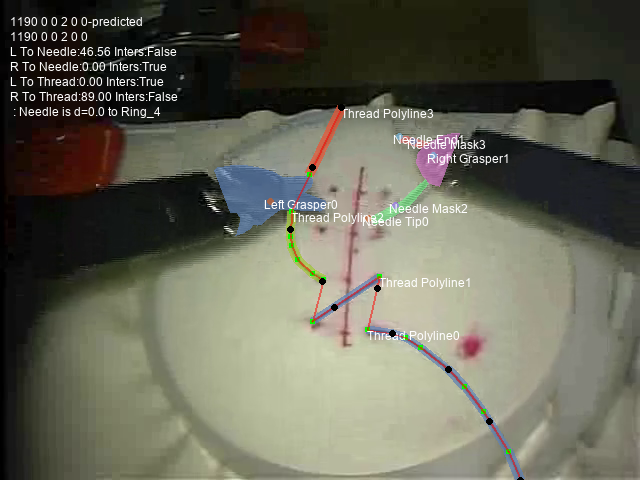 1190 0 0 2 0 0-predicted
1190 0 0 2 0 0
L To Needle:46.56 Inters:False
R To Needle:0.00 Inters:True
L To Thread:0.00 Inters:True
R To Thread:89.00 Inters:False
: Needle is d=0.0 to Ring_4
Thread Polyline3
Needle End1
Needle Mask3
Right Grasper1
Left Grasper0
Needle Mask2
Thread Polyline2
Needle Tip0
Thread Polyline1
Thread Polyline0